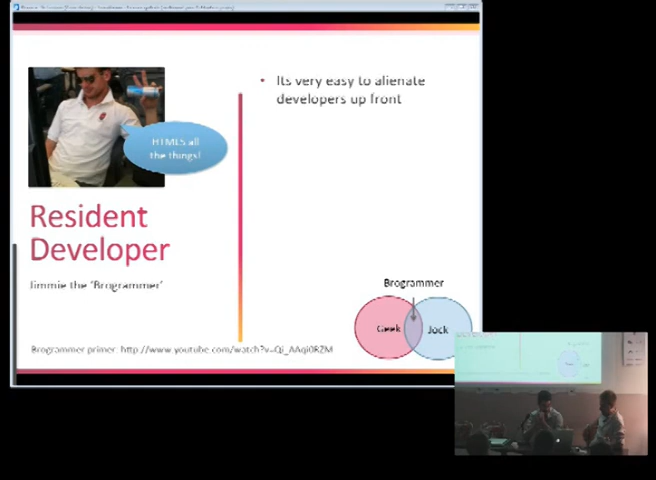 Its very easy to alienate
developers up front
HTML5 all
the things!
Resident
Developer
Jimmie the 'Brogrammer'
Brogrammer
Geek
Jock
Brogrammer primer: http://www.youtube.com/watch?v=Qi_AAqi0RZM